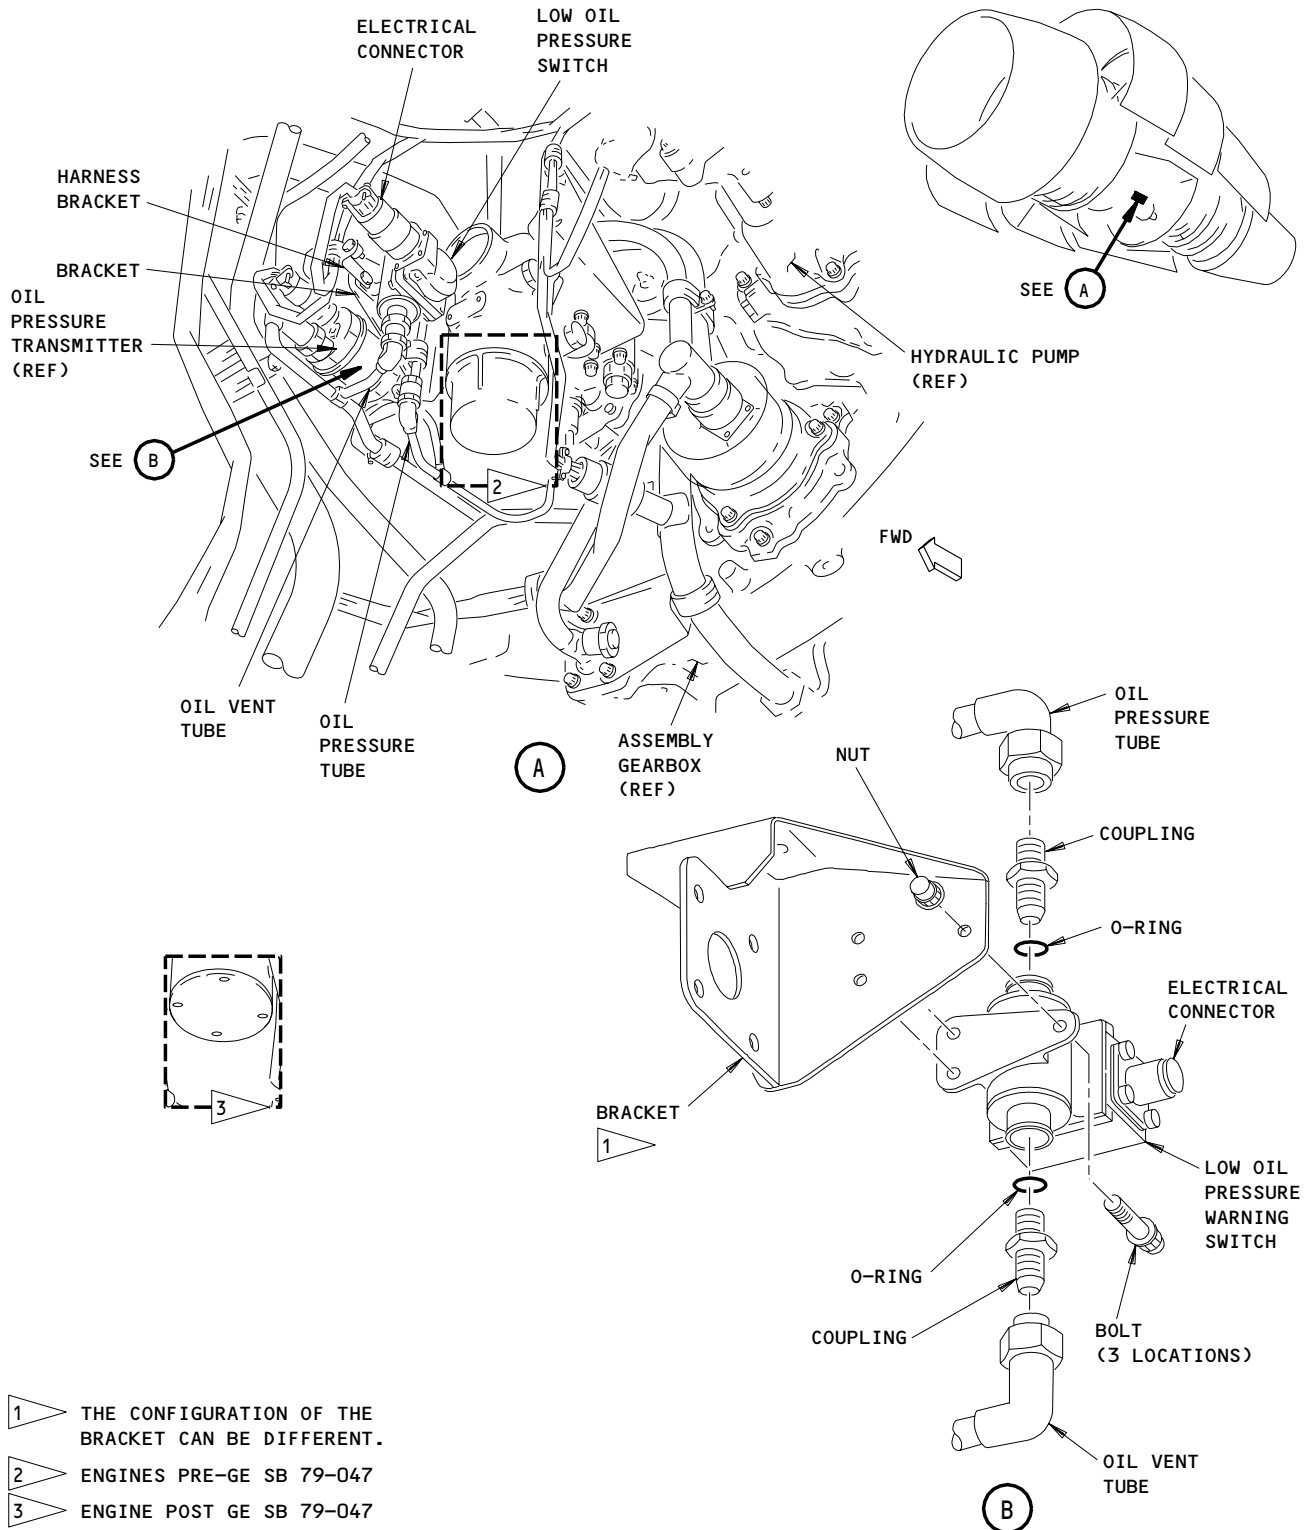 ELECTRICAL
CONNECTOR
LOW OIL
PRESSURE
SWITCH
HARNESS
BRACKET
BRACKET
OIL
PRESSURE
TRANSMITTER
(REF)
SEE B
SEE A
HYDRAULIC PUMP
(REF)
2
FWD
OIL VENT
TUBE
OIL
PRESSURE
TUBE
A
ASSEMBLY
GEARBOX
(REF)
OIL
PRESSURE
TUBE
NUT
COUPLING
O-RING
ELECTRICAL
CONNECTOR
3
BRACKET
1
LOW OIL
PRESSURE
WARNING
SWITCH
O-RING
COUPLING
BOLT
(3 LOCATIONS)
OIL VENT
TUBE
B
1 THE CONFIGURATION OF THE
BRACKET CAN BE DIFFERENT.
2 ENGINES PRE-GE SB 79-047
3 ENGINE POST GE SB 79-047